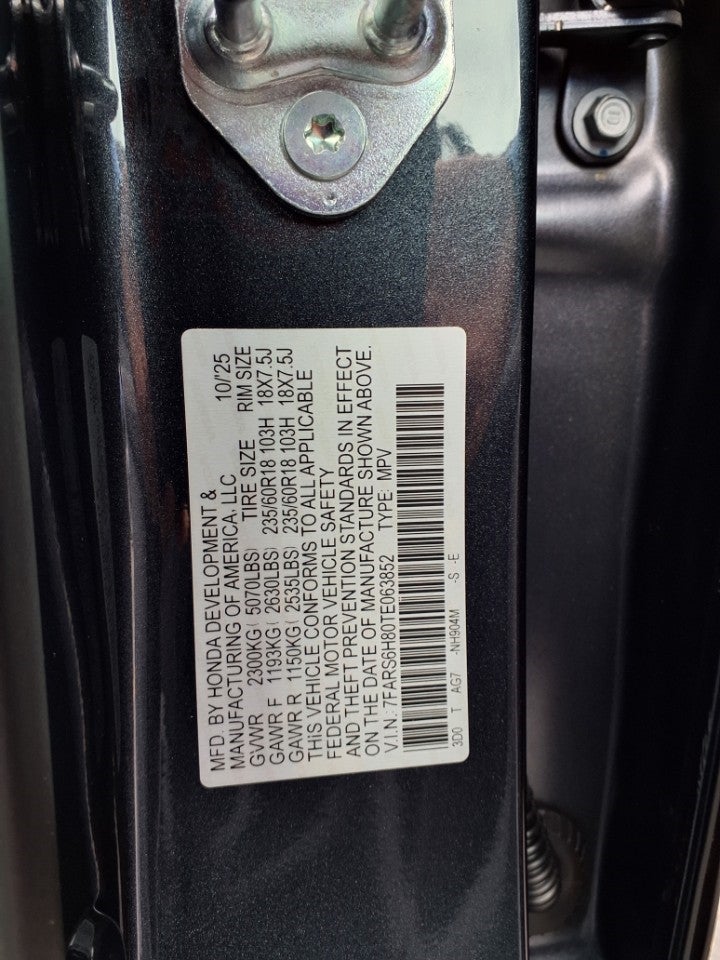 MFD. BY HONDA DEVELOPMENT &
MANUFACTURING OF AMERICA, LLC 10/'25
GVWR 2300KG( 5070LBS) TIRE SIZE RIM SIZE
GAWR F 1193KG( 2630LBS) 235/60R18 103H 18X7.5J
GAWR R 1150KG( 2535LBS) 235/60R18 103H 18X7.5J
THIS VEHICLE CONFORMS TO ALL APPLICABLE
FEDERAL MOTOR VEHICLE SAFETY
AND THEFT PREVENTION STANDARDS IN EFFECT
ON THE DATE OF MANUFACTURE SHOWN ABOVE.
V.I.N.: 7FARS6H80TE063852 TYPE: MPV
3D0 T AG7 -NH904M -S -E